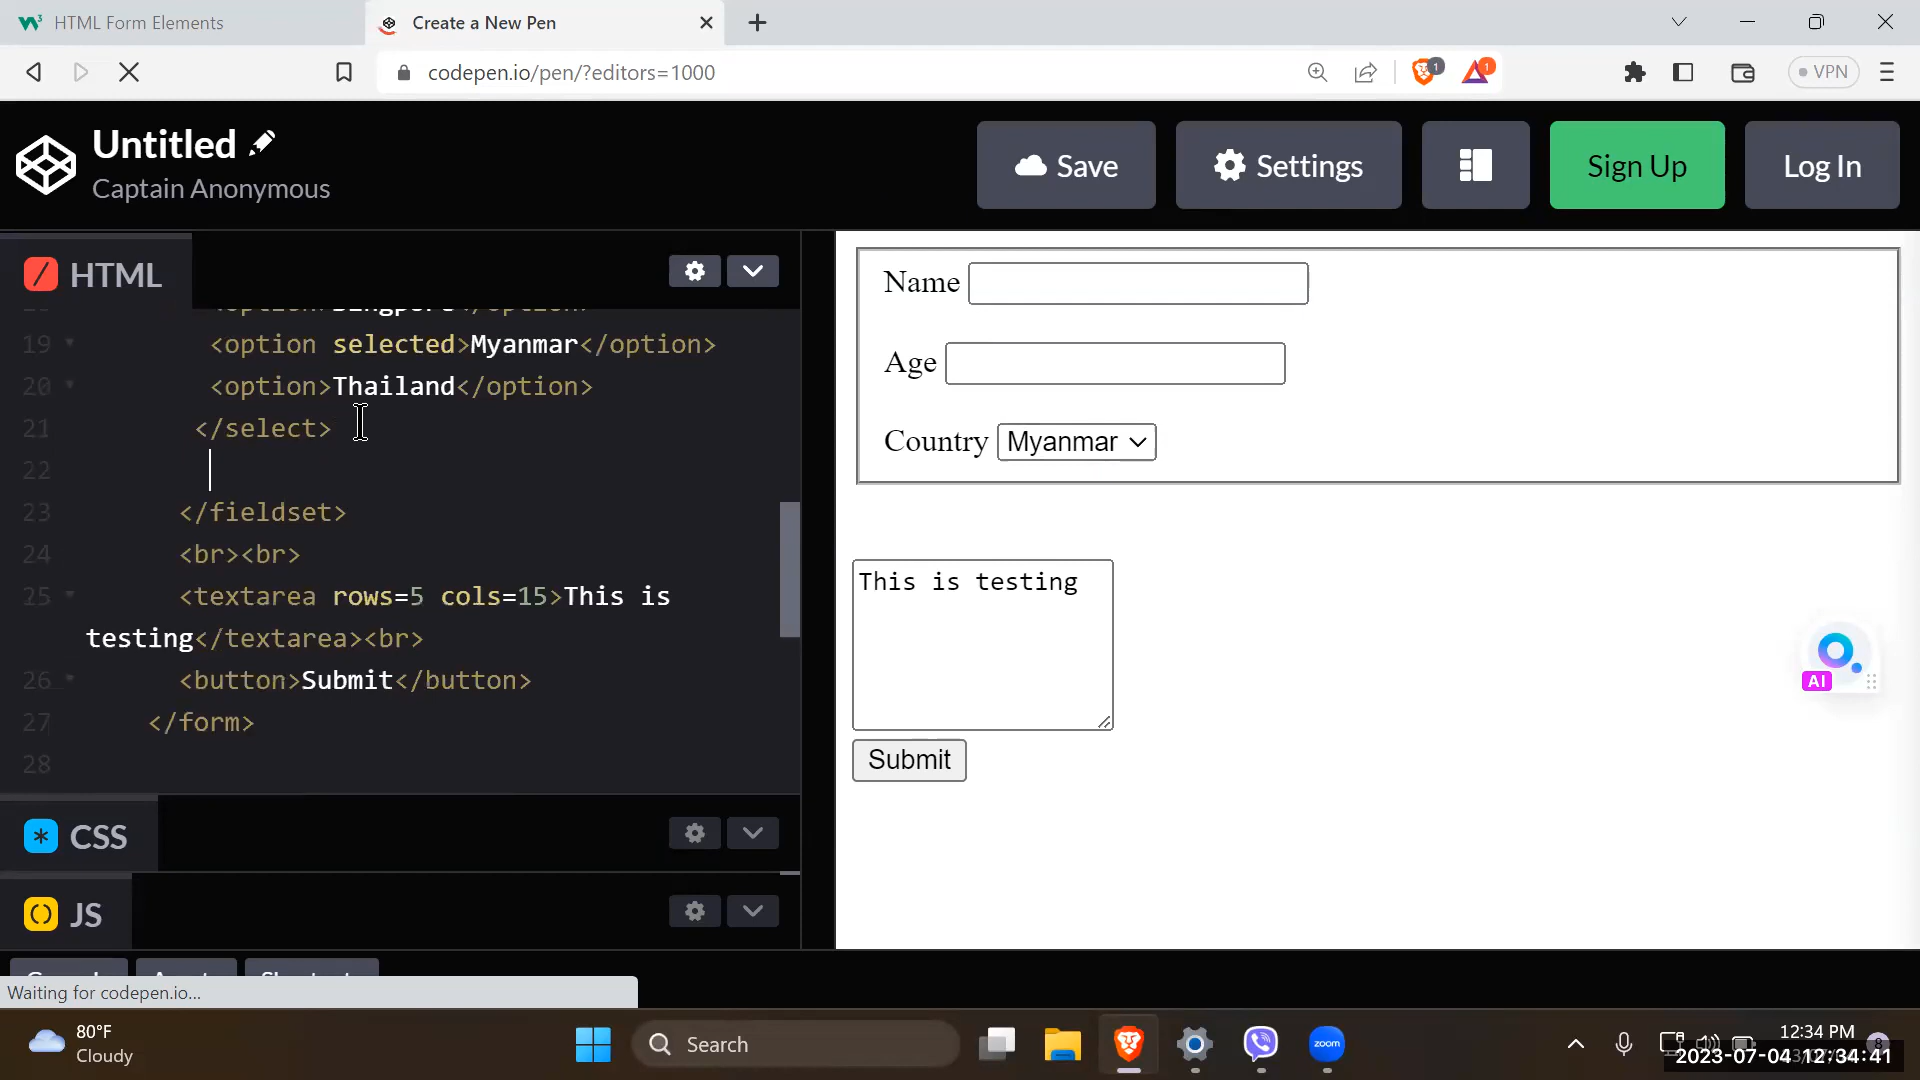 HTML Form Elements
Create a New Pen
codepen.io/pen/?editors=1000
1
1
VPN
Untitled
Captain Anonymous
Save
Settings
Sign Up
Log In
HTML
19 <option selected>Myanmar</option>
20 <option>Thailand</option>
21 </select>
22
23 </fieldset>
24 <br><br>
25 <textarea rows=5 cols=15>This is
testing</textarea><br>
26 <button>Submit</button>
27 </form>
28
CSS
JS
Name
Age
Country Myanmar
This is testing
Submit
AI
Waiting for codepen.io...
80°F
Cloudy
Search
zoom
12:34 PM
2023-07-04 12:34:41